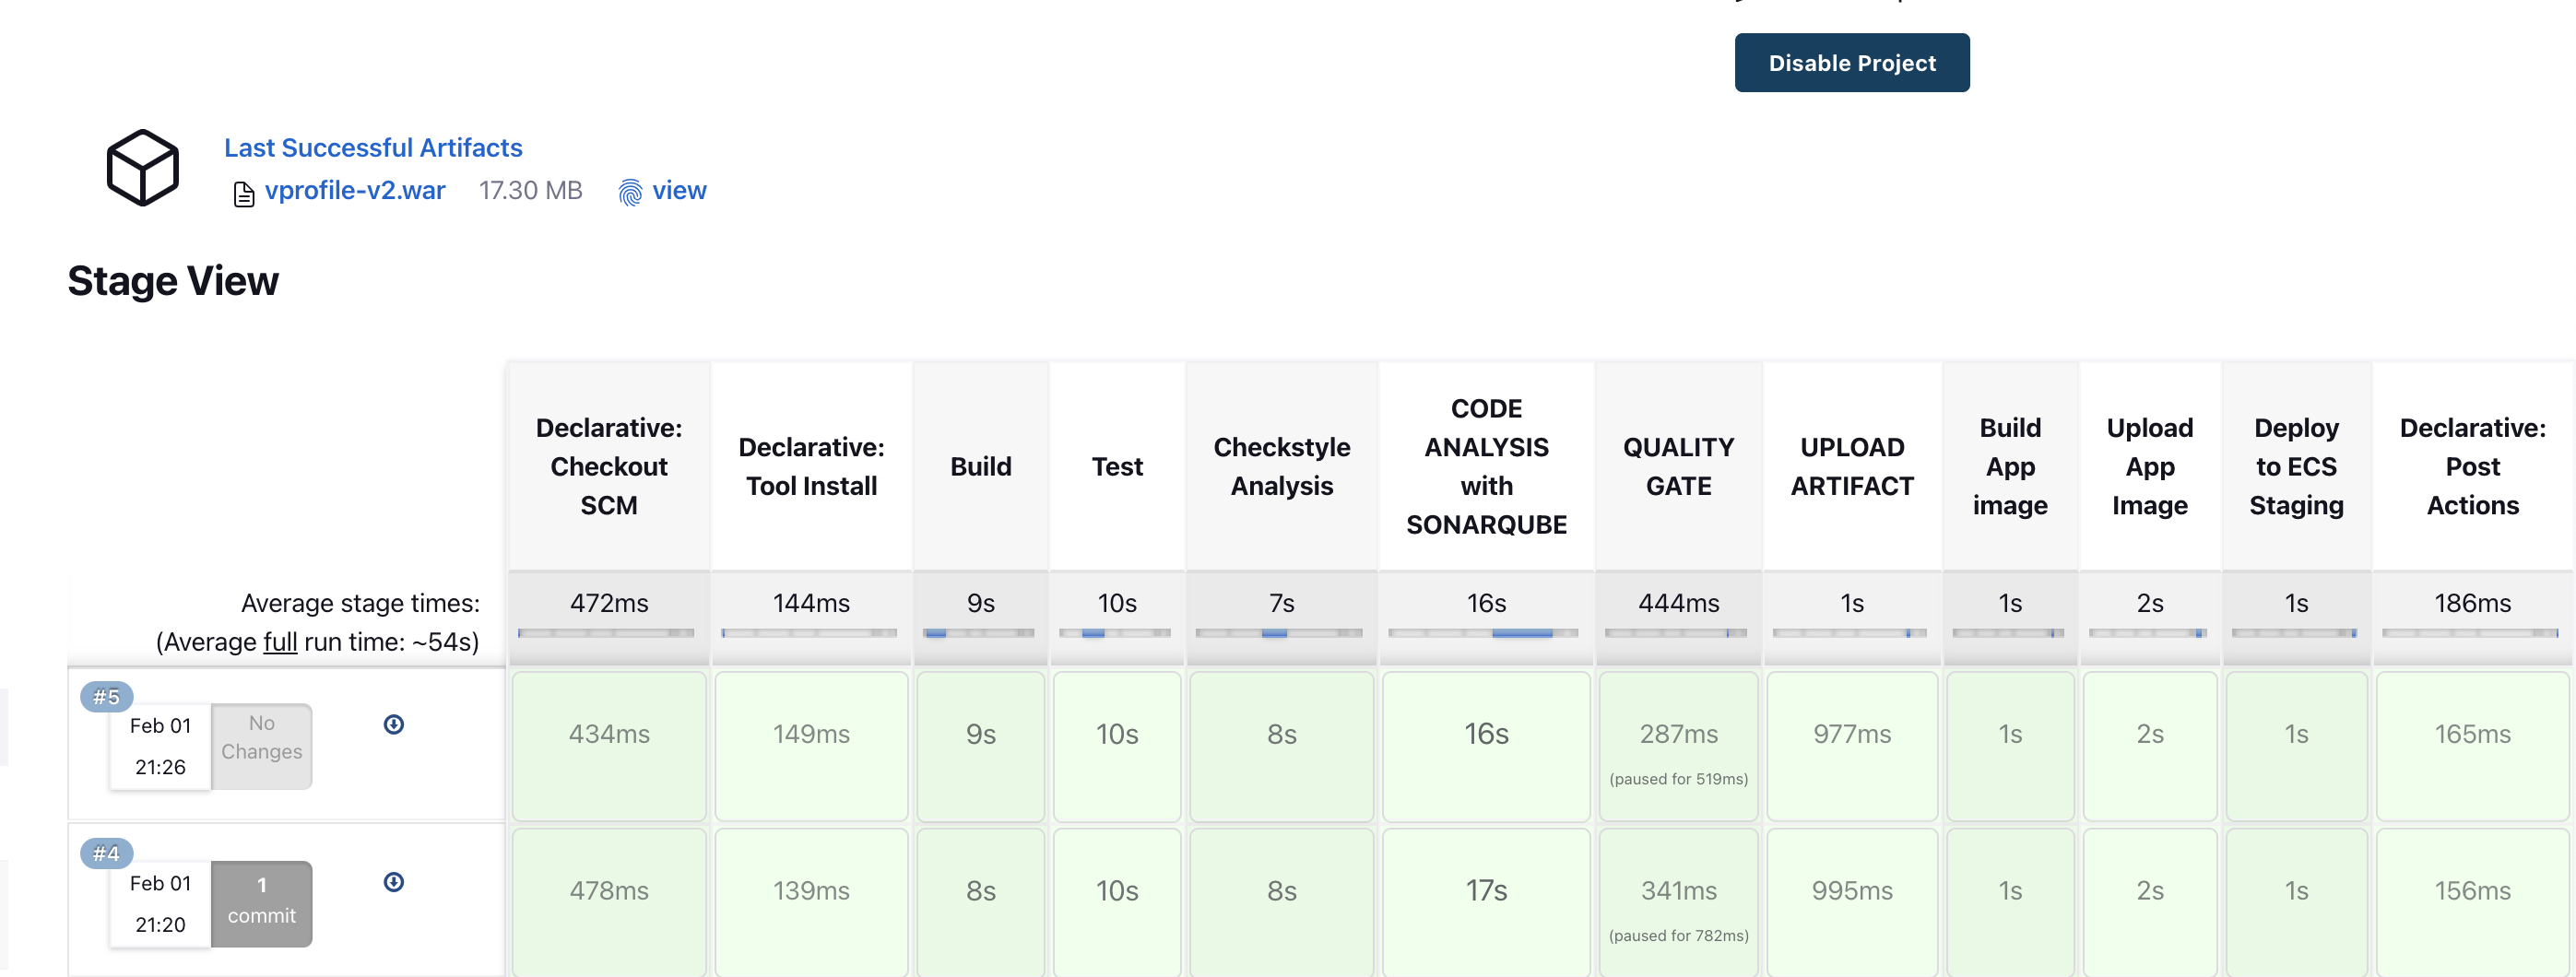 Disable Project
Last Successful Artifacts
vprofile-v2.war 17.30 MB view
Stage View
Declarative: Checkout SCM
Declarative: Tool Install
Build
Test
Checkstyle Analysis
CODE ANALYSIS with SONARQUBE
QUALITY GATE
UPLOAD ARTIFACT
Build App image
Upload App Image
Deploy to ECS Staging
Declarative: Post Actions
Average stage times:
(Average full run time: ~54s)
472ms 144ms 9s 10s 7s 16s 444ms 1s 1s 2s 1s 186ms
#5
Feb 01
21:26
No
Changes
434ms 149ms 9s 10s 8s 16s 287ms 977ms 1s 2s 1s 165ms
(paused for 519ms)
#4
Feb 01
21:20
1
commit
478ms 139ms 8s 10s 8s 17s 341ms 995ms 1s 2s 1s 156ms
(paused for 782ms)